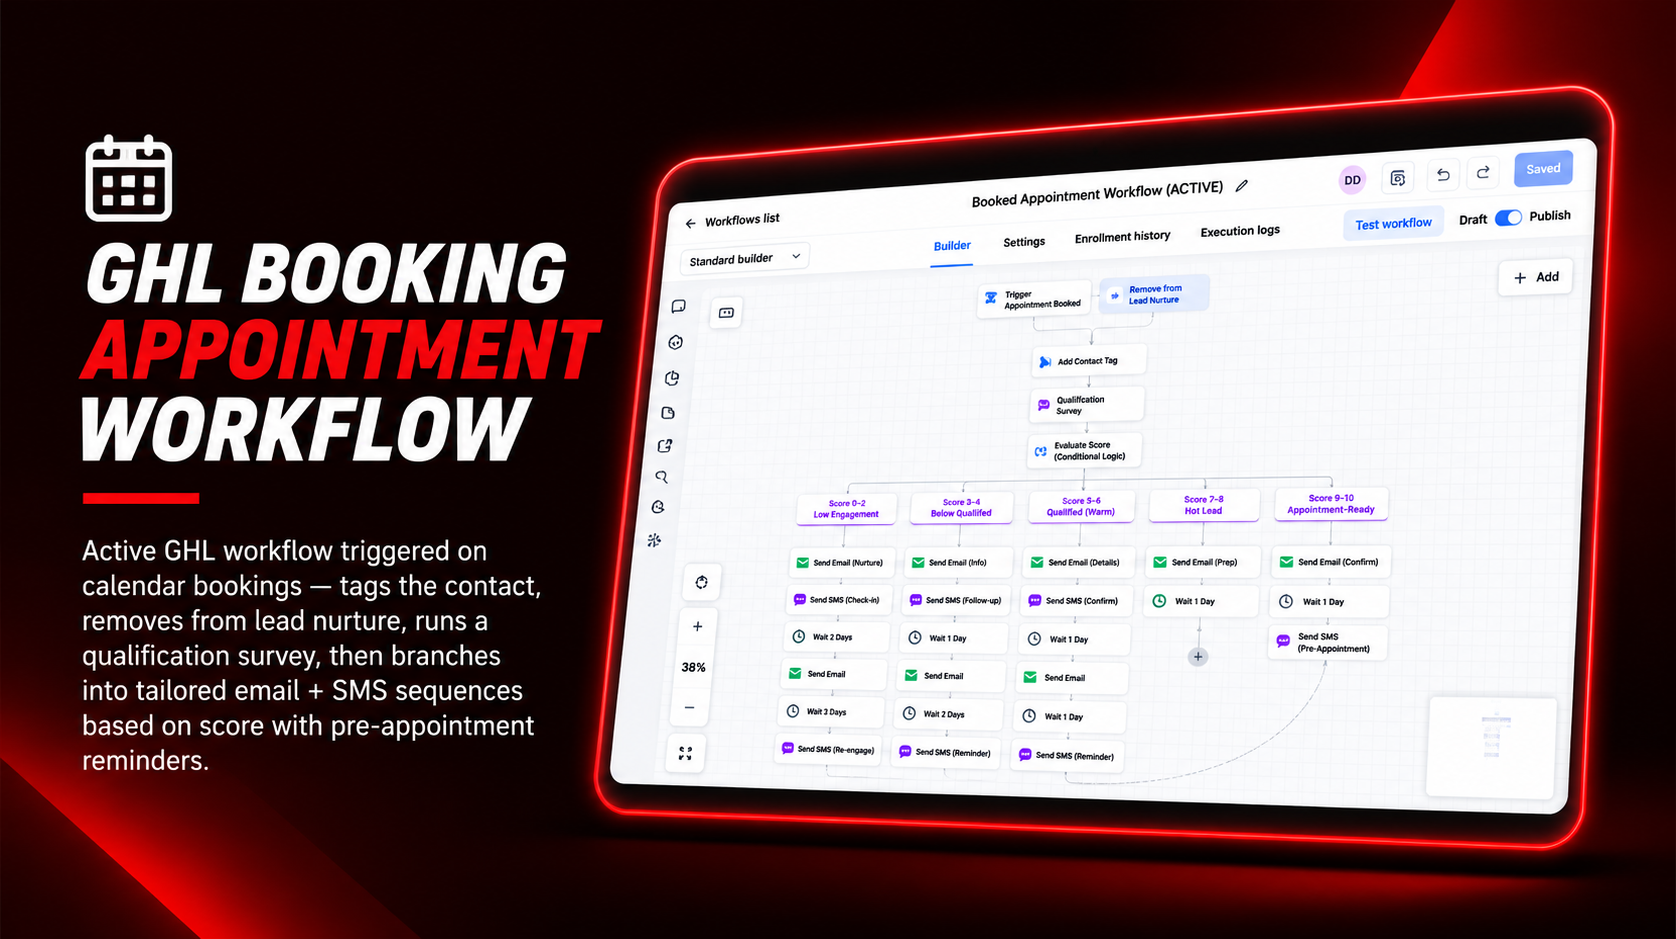 GHL BOOKING
APPOINTMENT
WORKFLOW
Active GHL workflow triggered on
calendar bookings — tags the contact,
removes from lead nurture, runs a
qualification survey, then branches
into tailored email + SMS sequences
based on score with pre-appointment
reminders.
Workflows list
Booked Appointment Workflow (ACTIVE)
DD
Saved
Standard builder
Builder
Settings
Enrollment history
Execution logs
Test workflow
Draft
Publish
Add
Trigger
Appointment Booked
Remove from
Lead Nurture
Add Contact Tag
Qualification
Survey
Evaluate Score
(Conditional Logic)
Score 0-2
Low Engagement
Score 3-4
Below Qualified
Score 5-6
Qualified (Warm)
Score 7-8
Hot Lead
Score 9-10
Appointment-Ready
Send Email (Nurture)
Send Email (Info)
Send Email (Details)
Send Email (Prep)
Send Email (Confirm)
Send SMS (Check-in)
Send SMS (Follow-up)
Send SMS (Confirm)
Wait 1 Day
Wait 1 Day
Wait 2 Days
Wait 1 Day
Wait 1 Day
Send SMS
(Pre-Appointment)
Send Email
Send Email
Send Email
Wait 3 Days
Wait 2 Days
Wait 1 Day
Send SMS (Re-engage)
Send SMS (Reminder)
Send SMS (Reminder)
38%